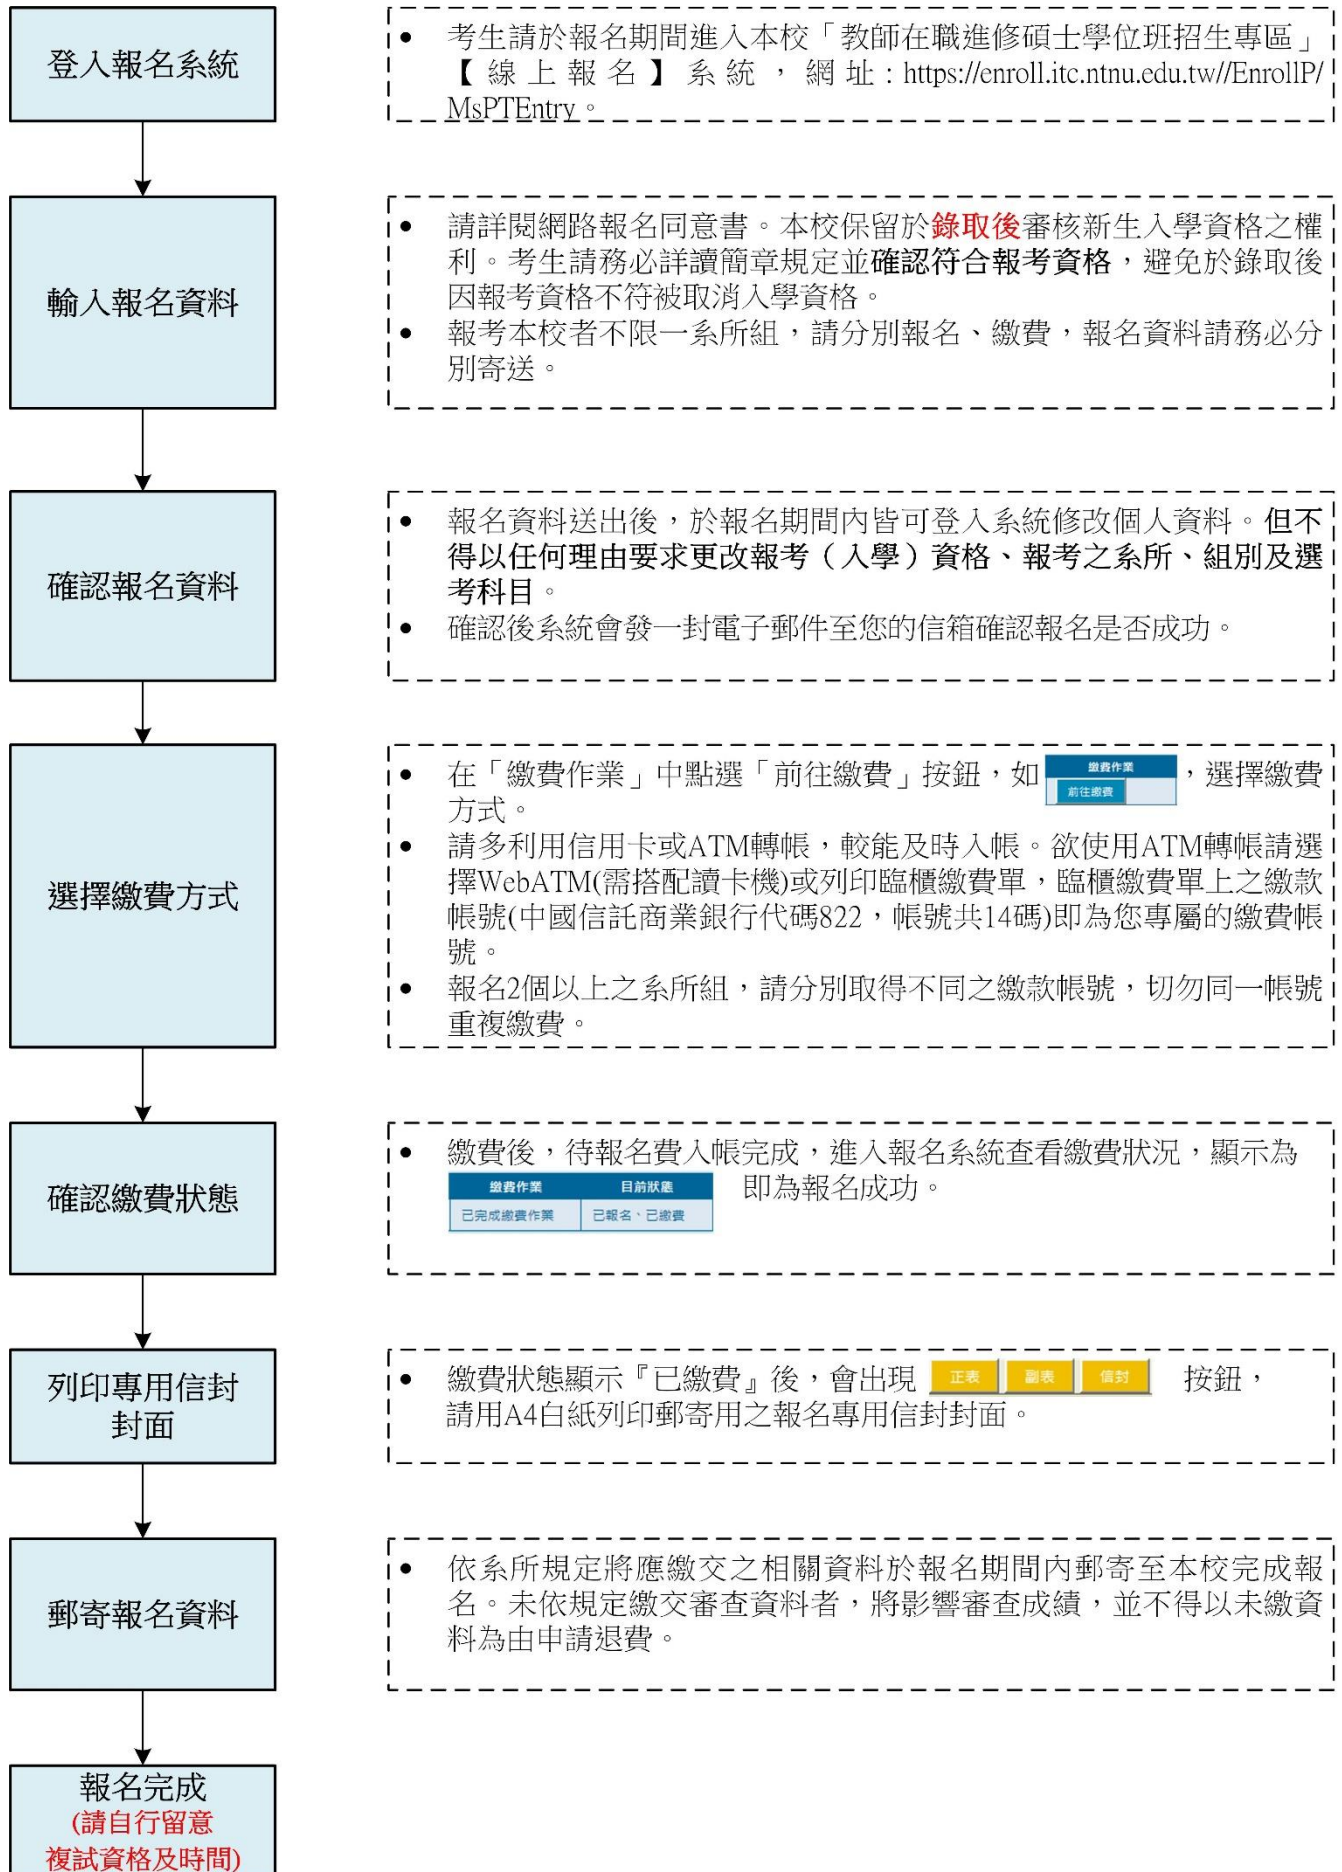 登入報名系統
● 考生請於報名期間進入本校「教師在職進修碩士學位班招生專區」
【線上報名】系統，網址：https://enroll.itc.ntnu.edu.tw//EnrollP/
MsPTEntry。
輸入報名資料
● 請詳閱網路報名同意書。本校保留於錄取後審核新生入學資格之權
利。考生請務必詳讀簡章規定並確認符合報考資格，避免於錄取後
因報考資格不符被取消入學資格。
● 報考本校者不限一系所組，請分別報名、繳費，報名資料請務必分
別寄送。
確認報名資料
● 報名資料送出後，於報名期間內皆可登入系統修改個人資料。但不
得以任何理由要求更改報考（入學）資格、報考之系所、組別及選
考科目。
● 確認後系統會發一封電子郵件至您的信箱確認報名是否成功。
選擇繳費方式
● 在「繳費作業」中點選「前往繳費」按鈕，如 繳費作業 前往繳費 ，選擇繳費
方式。
● 請多利用信用卡或ATM轉帳，較能及時入帳。欲使用ATM轉帳請選
擇WebATM(需搭配讀卡機)或列印臨櫃繳費單，臨櫃繳費單上之繳款
帳號(中國信託商業銀行代碼822，帳號共14碼)即為您專屬的繳費帳
號。
● 報名2個以上之系所組，請分別取得不同之繳款帳號，切勿同一帳號
重複繳費。
確認繳費狀態
● 繳費後，待報名費入帳完成，進入報名系統查看繳費狀況，顯示為
繳費作業 目前狀態 即為報名成功。
已完成繳費作業 已報名、已繳費
列印專用信封
封面
● 繳費狀態顯示『已繳費』後，會出現 正表 副表 信封 按鈕，
請用A4白紙列印郵寄用之報名專用信封封面。
郵寄報名資料
● 依系所規定將應繳交之相關資料於報名期間內郵寄至本校完成報
名。未依規定繳交審查資料者，將影響審查成績，並不得以未繳資
料為由申請退費。
報名完成
(請自行留意
複試資格及時間)